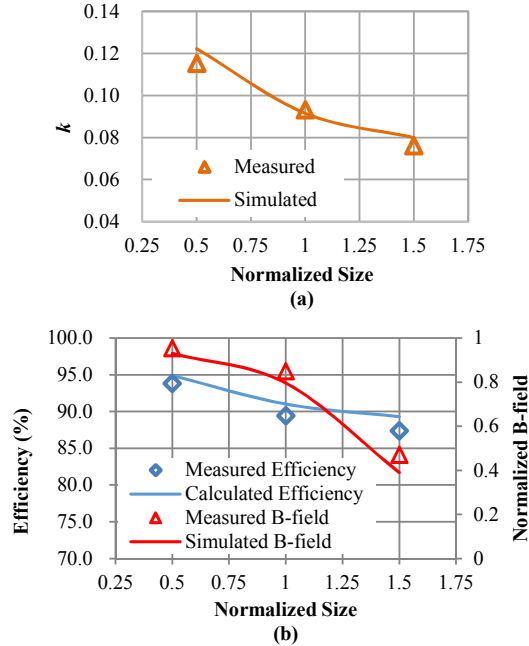 0.14
0.12
0.10
0.08
0.06
0.04
k
Measured
Simulated
0.25 0.5 0.75 1 1.25 1.5 1.75
Normalized Size
(a)
100.0
95.0
90.0
85.0
80.0
75.0
70.0
Efficiency (%)
1
0.8
0.6
0.4
0.2
0
Normalized B-field
Measured Efficiency
Calculated Efficiency
Measured B-field
Simulated B-field
0.25 0.5 0.75 1 1.25 1.5 1.75
Normalized Size
(b)